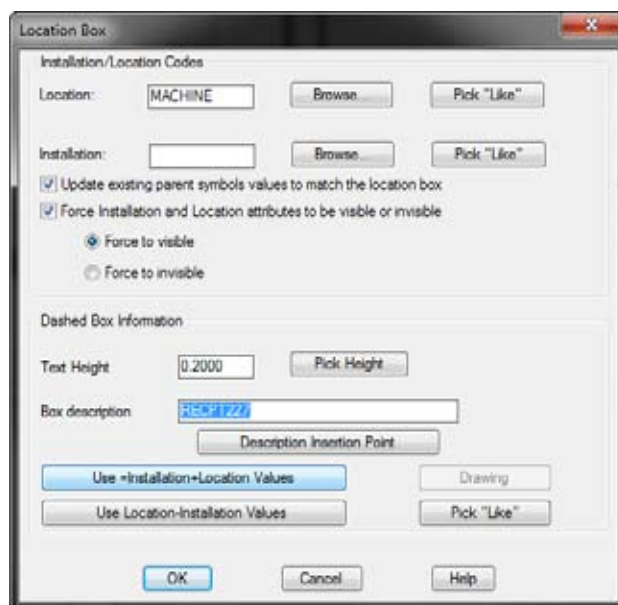 Location Box
Installation/Location Codes
Location: MACHINE Browse... Pick "Like"
Installation: Browse... Pick "Like"
Update existing parent symbols values to match the location box
Force Installation and Location attributes to be visible or invisible
Force to visible
Force to invisible
Dashed Box Information
Text Height 0.2000 Pick Height
Box description RECPT227
Description Insertion Point
Use =Installation+Location Values Drawing
Use Location-Installation Values Pick "Like"
OK Cancel Help